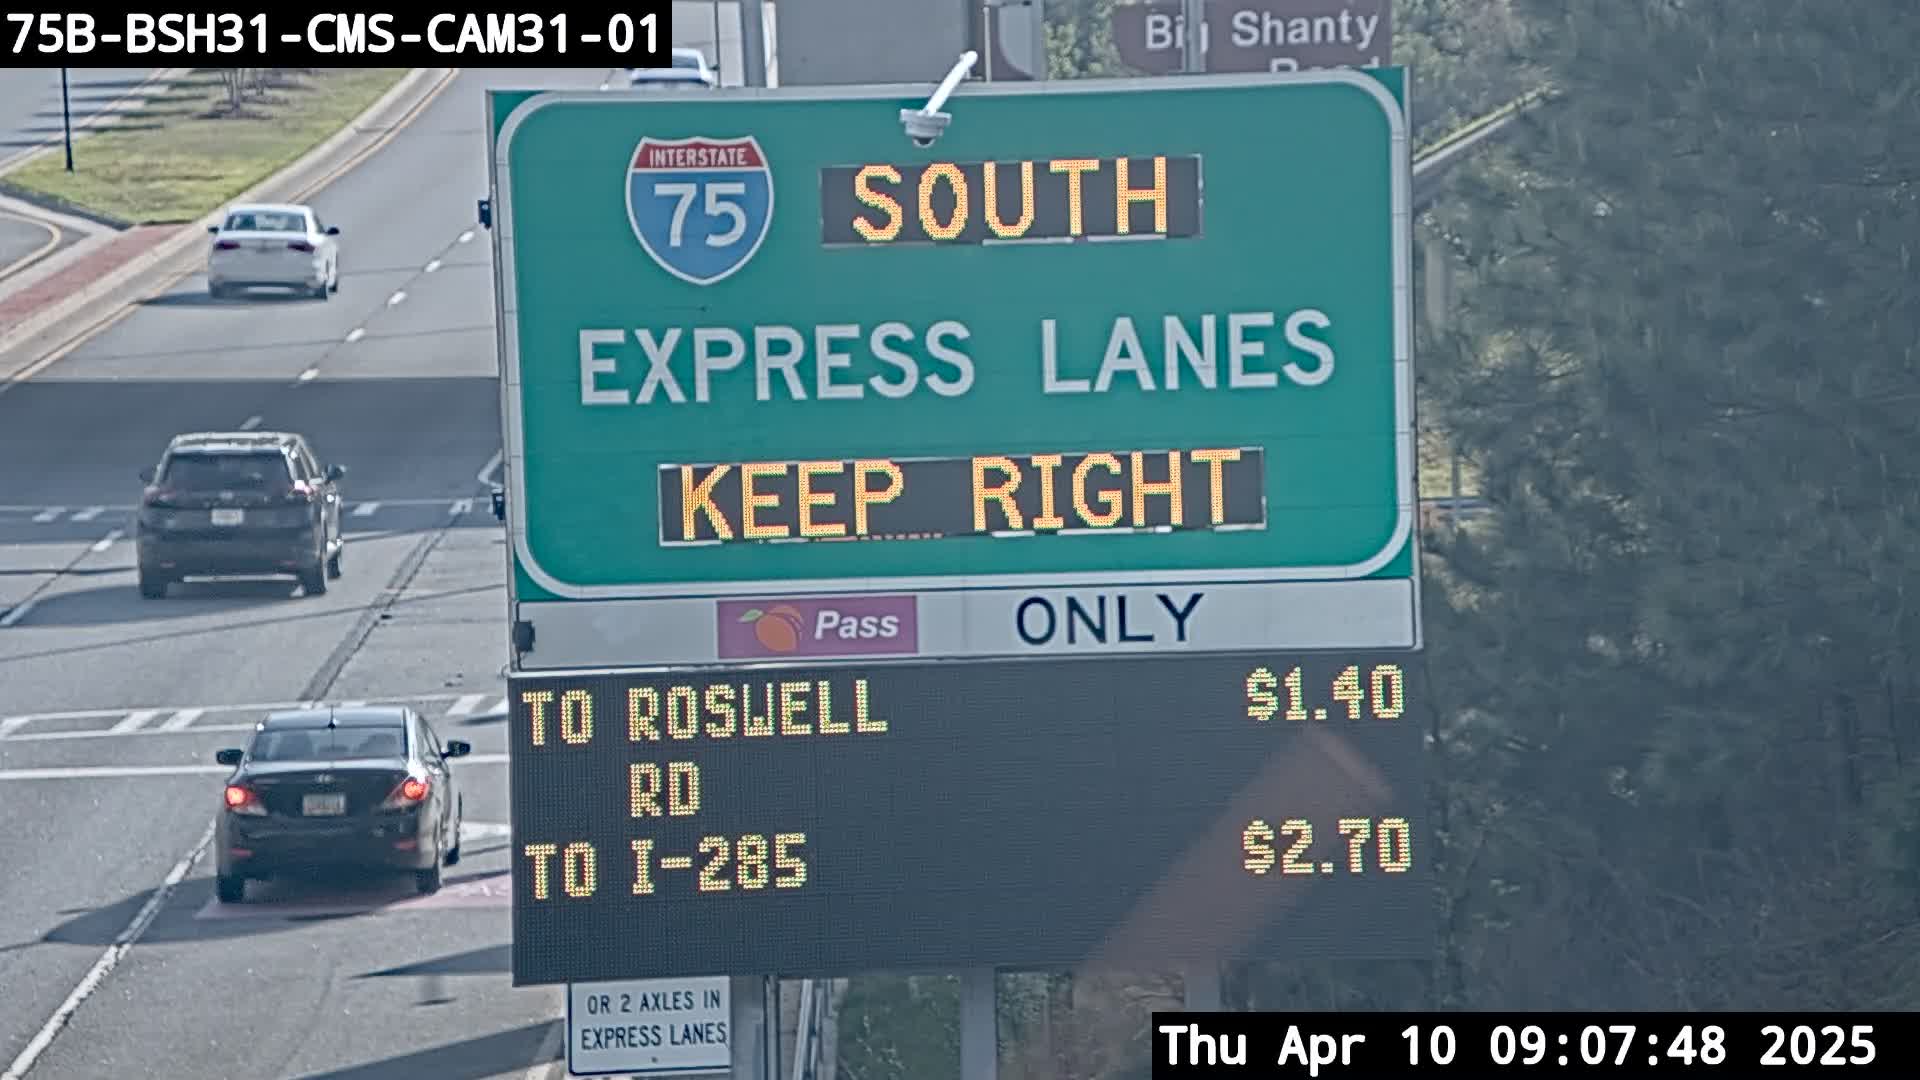 75B-BSH31-CMS-CAM31-01
Big Shanty
Road
INTERSTATE
75
SOUTH
EXPRESS LANES
KEEP RIGHT
Pass
ONLY
TO ROSWELL $1.40
RD
TO I-285 $2.70
OR 2 AXLES IN
EXPRESS LANES
Thu Apr 10 09:07:48 2025